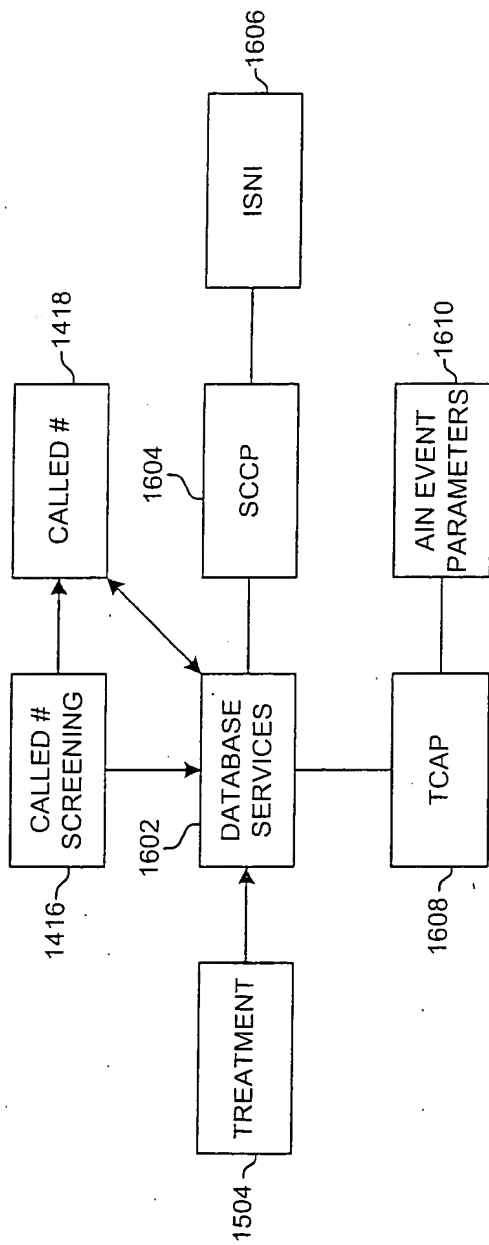 1416
CALLED #
SCREENING
CALLED #
1418
TREATMENT
1504
1602
DATABASE
SERVICES
1604
SCCP
ISNI
1606
TCAP
1608
AIN EVENT
PARAMETERS
1610